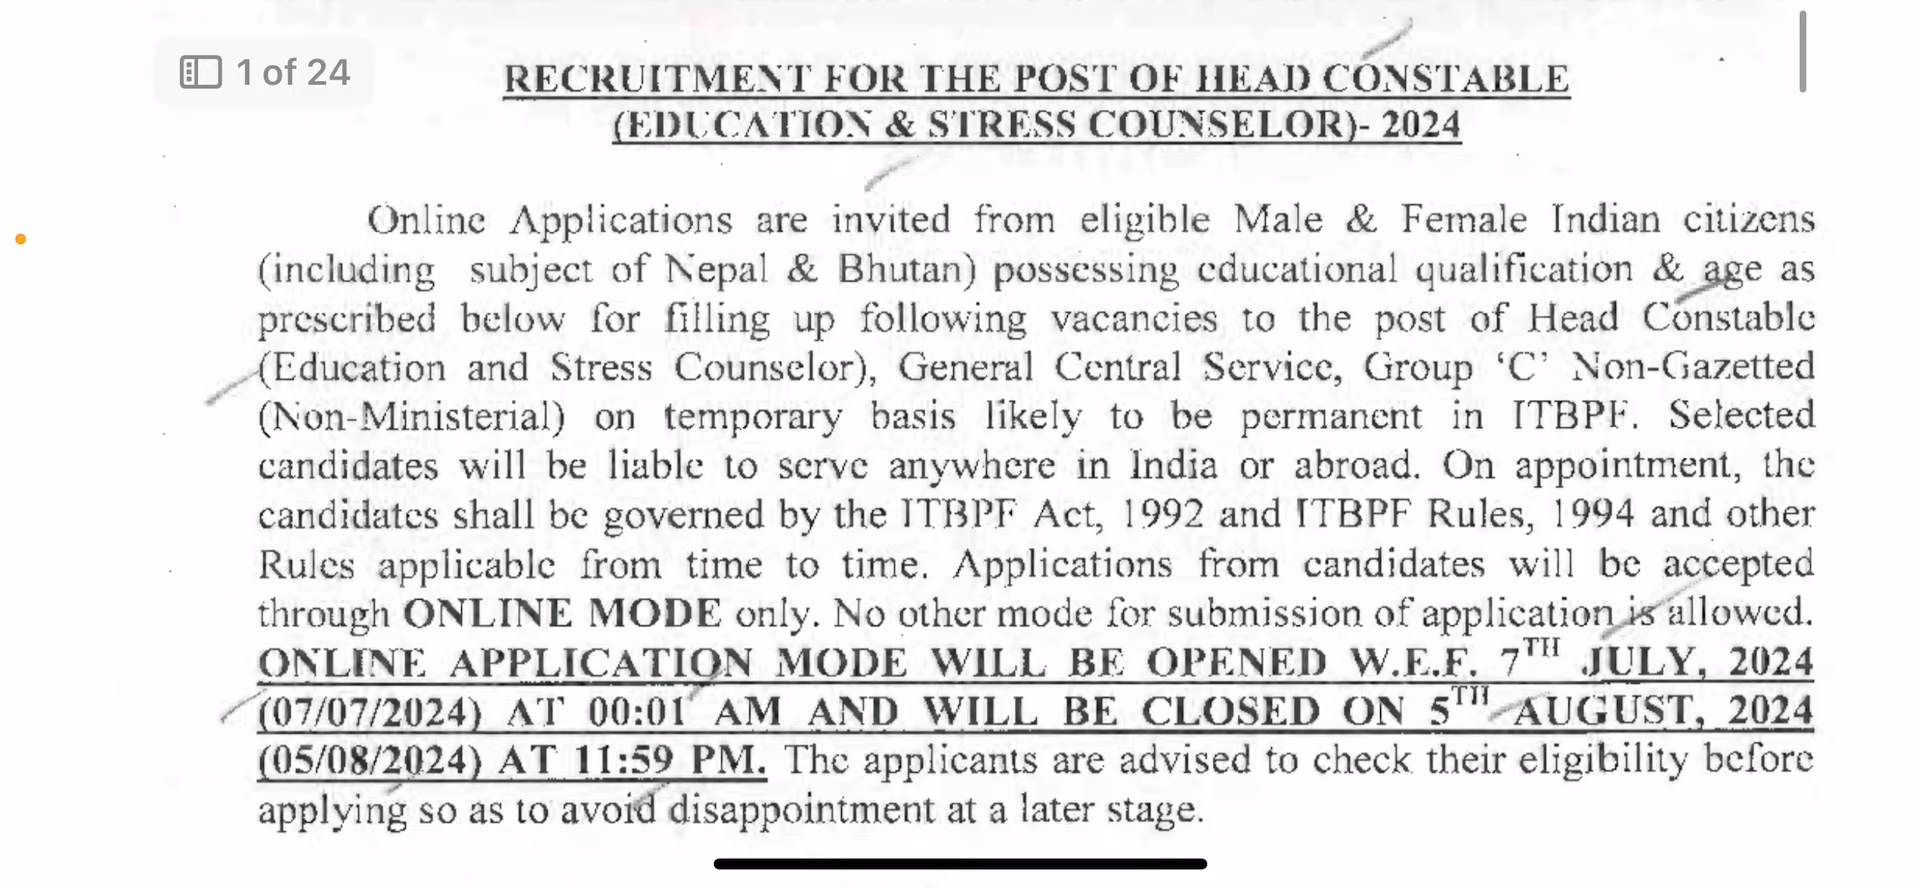 1 of 24
RECRUITMENT FOR THE POST OF HEAD CONSTABLE
(EDUCATION & STRESS COUNSELOR)- 2024
Online Applications are invited from eligible Male & Female Indian citizens
(including subject of Nepal & Bhutan) possessing educational qualification & age as
prescribed below for filling up following vacancies to the post of Head Constable
(Education and Stress Counselor), General Central Service, Group ‘C’ Non-Gazetted
(Non-Ministerial) on temporary basis likely to be permanent in ITBPF. Selected
candidates will be liable to serve anywhere in India or abroad. On appointment, the
candidates shall be governed by the ITBPF Act, 1992 and ITBPF Rules, 1994 and other
Rules applicable from time to time. Applications from candidates will be accepted
through ONLINE MODE only. No other mode for submission of application is allowed.
ONLINE APPLICATION MODE WILL BE OPENED W.E.F. 7TH JULY, 2024
(07/07/2024) AT 00:01 AM AND WILL BE CLOSED ON 5TH AUGUST, 2024
(05/08/2024) AT 11:59 PM. The applicants are advised to check their eligibility before
applying so as to avoid disappointment at a later stage.